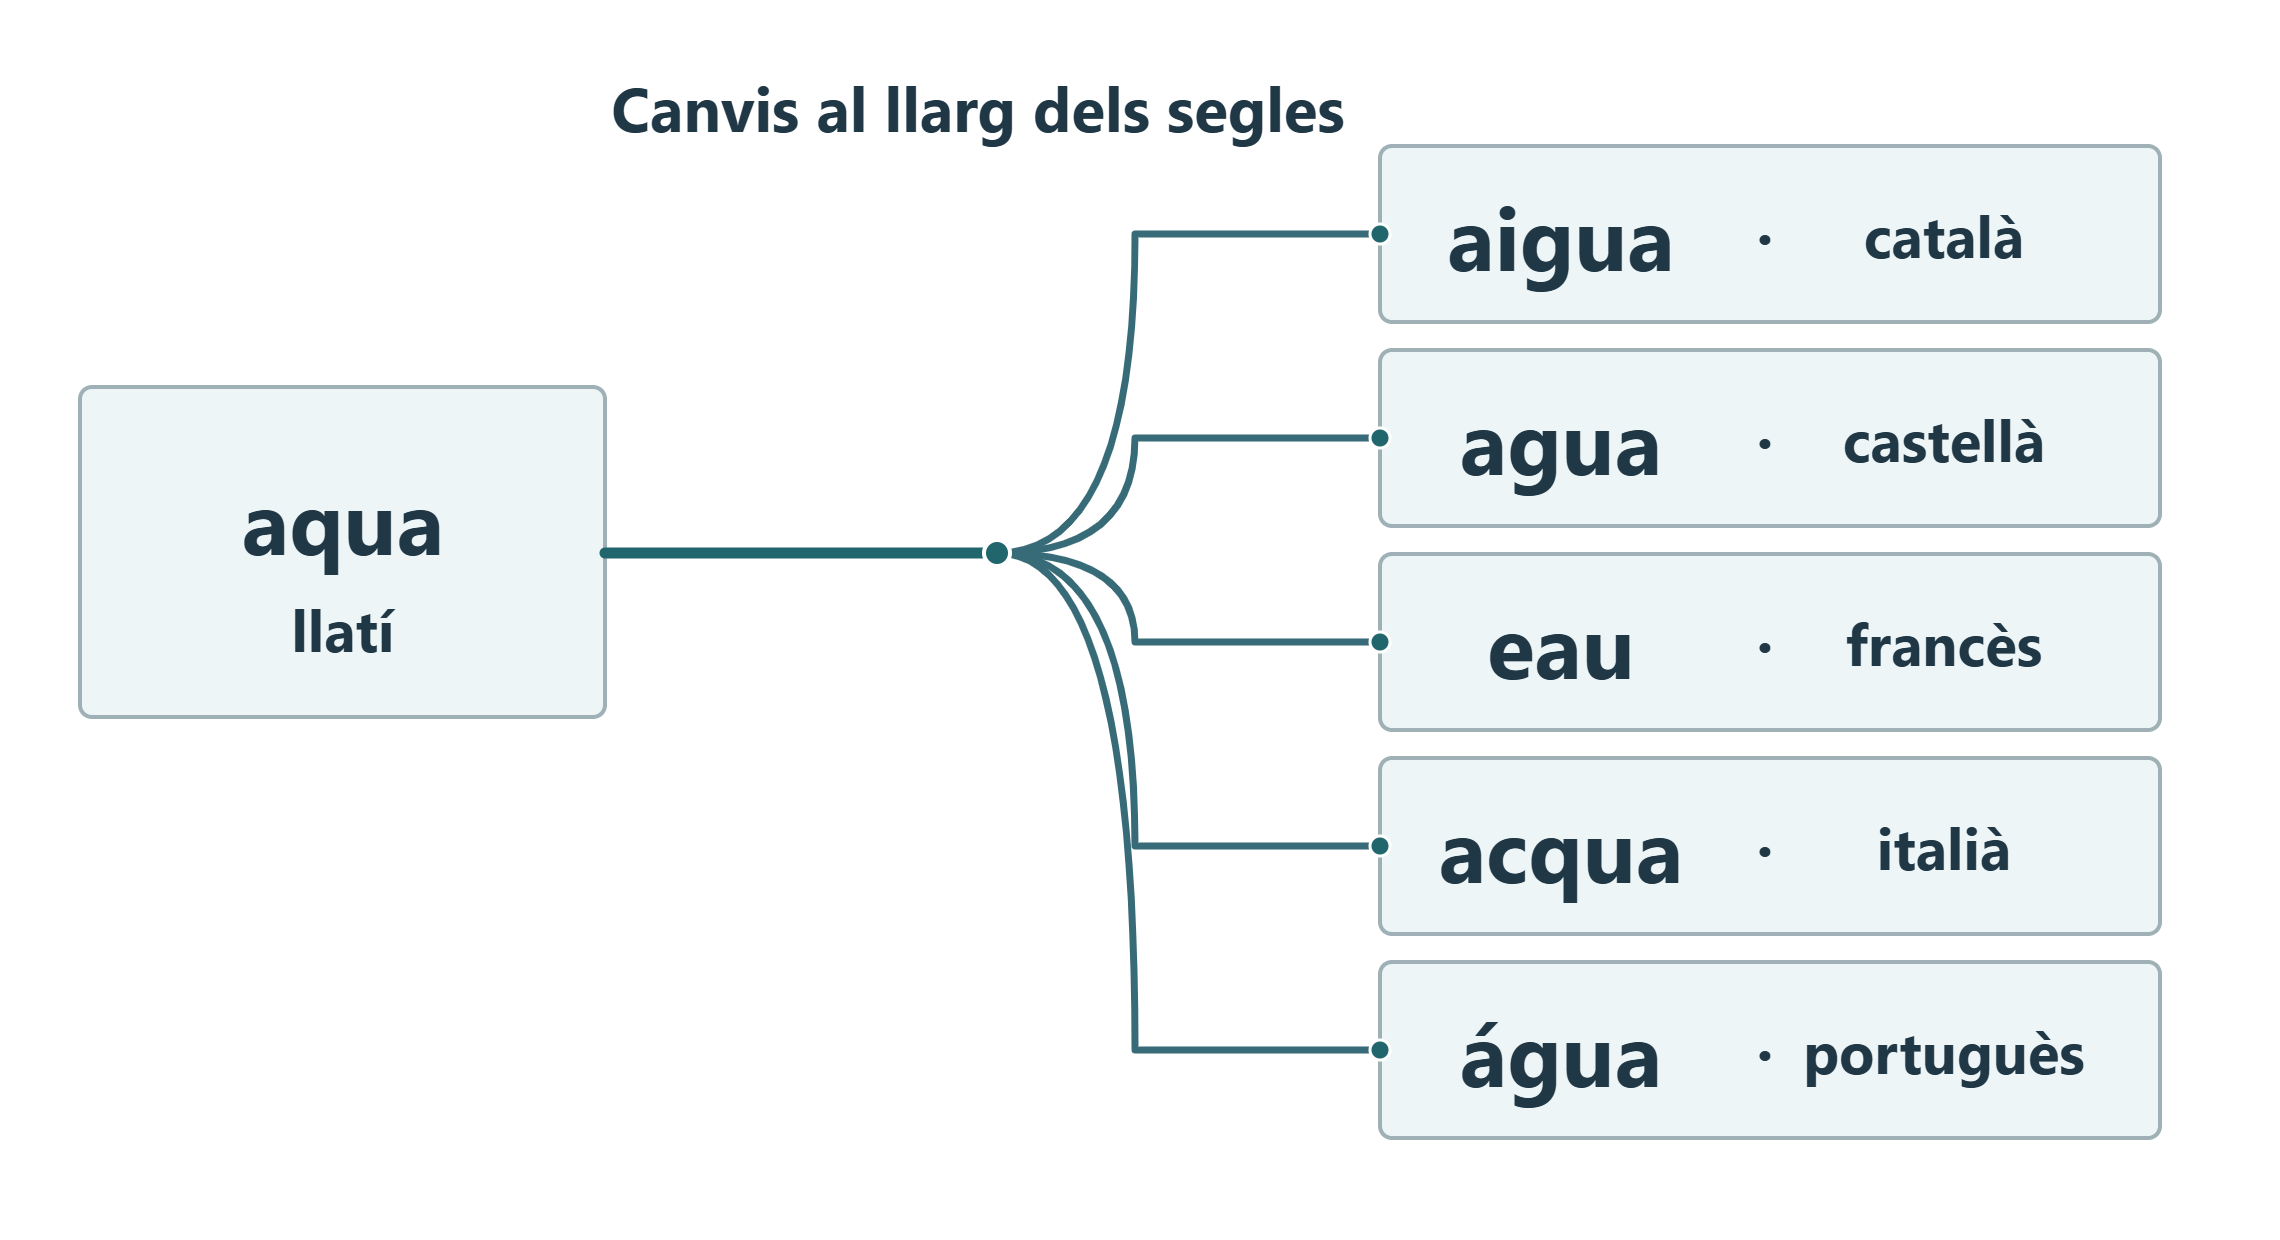 Canvis al llarg dels segles
aqua
llatí
aigua · català
agua · castellà
eau · francès
acqua · italià
água · portuguès